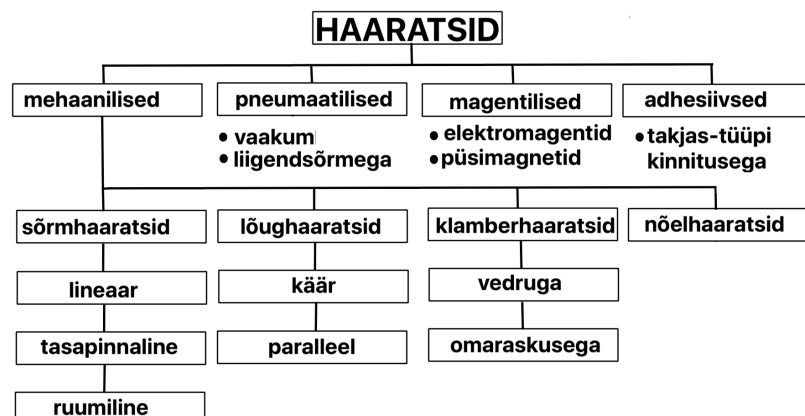 HAARATSID
mehaanilised
pneumaatilised
magentilised
adhesiivsed
• vaakum
• liigendsõrmega
• elektromagentid
• püsimagnetid
• takjas-tüüpi
kinnitusega
sõrmhaaratsid
lõughaaratsid
klamberhaaratsid
nõelhaaratsid
lineaar
käär
vedruga
tasapinnaline
paralleel
omaraskusega
ruumiline